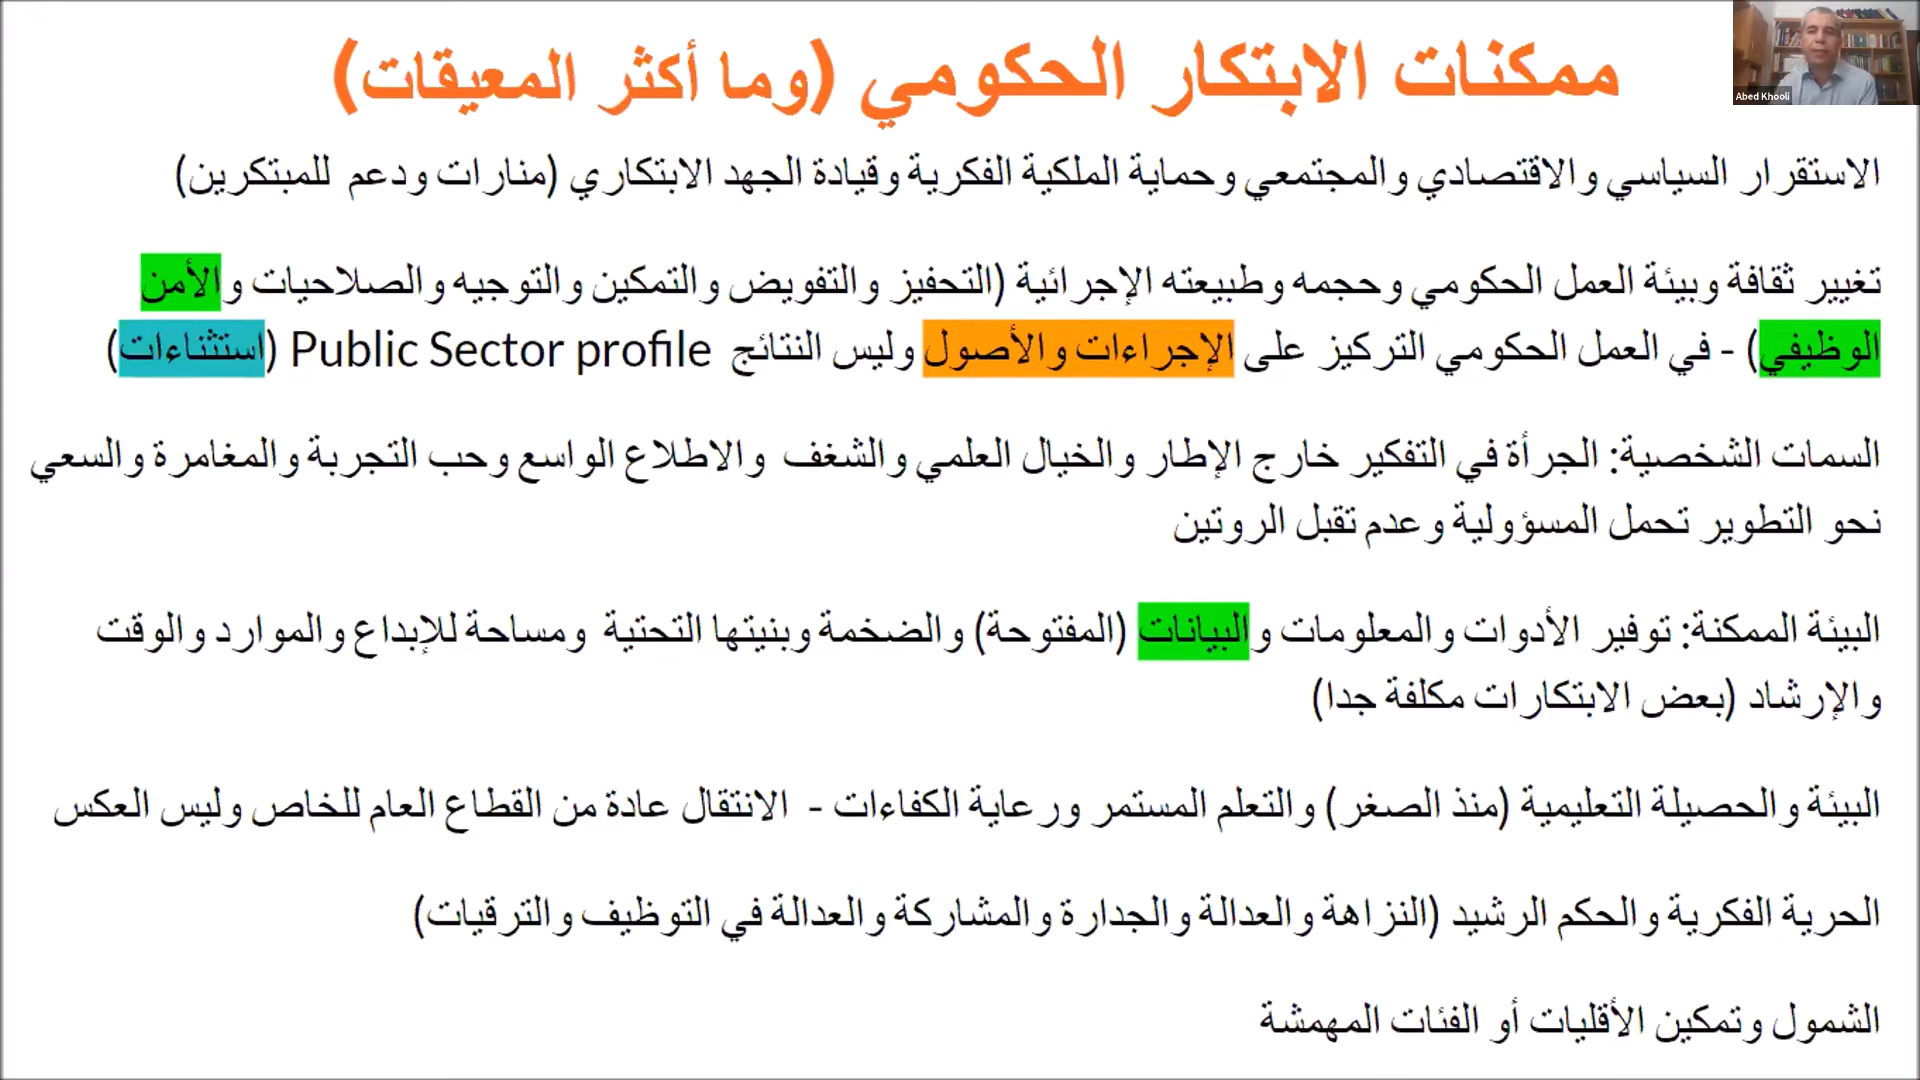 ممكنات الابتكار الحكومي (وما أكثر المعيقات)
Abed Khooli
الاستقرار السياسي والاقتصادي والمجتمعي وحماية الملكية الفكرية وقيادة الجهد الابتكاري (منارات ودعم للمبتكرين)
تغيير ثقافة وبيئة العمل الحكومي وحجمه وطبيعته الإجرائية (التحفيز والتفويض والتمكين والتوجيه والصلاحيات والأمن
الوظيفي) - في العمل الحكومي التركيز على الإجراءات والأصول وليس النتائج Public Sector profile (استثناءات)
السمات الشخصية: الجرأة في التفكير خارج الإطار والخيال العلمي والشغف والاطلاع الواسع وحب التجربة والمغامرة والسعي
نحو التطوير تحمل المسؤولية وعدم تقبل الروتين
البيئة الممكنة: توفير الأدوات والمعلومات والبيانات (المفتوحة) والضخمة وبنيتها التحتية ومساحة للإبداع والموارد والوقت
والإرشاد (بعض الابتكارات مكلفة جدا)
البيئة والحصيلة التعليمية (منذ الصغر) والتعلم المستمر ورعاية الكفاءات - الانتقال عادة من القطاع العام للخاص وليس العكس
الحرية الفكرية والحكم الرشيد (النزاهة والعدالة والجدارة والمشاركة والعدالة في التوظيف والترقيات)
الشمول وتمكين الأقليات أو الفئات المهمشة